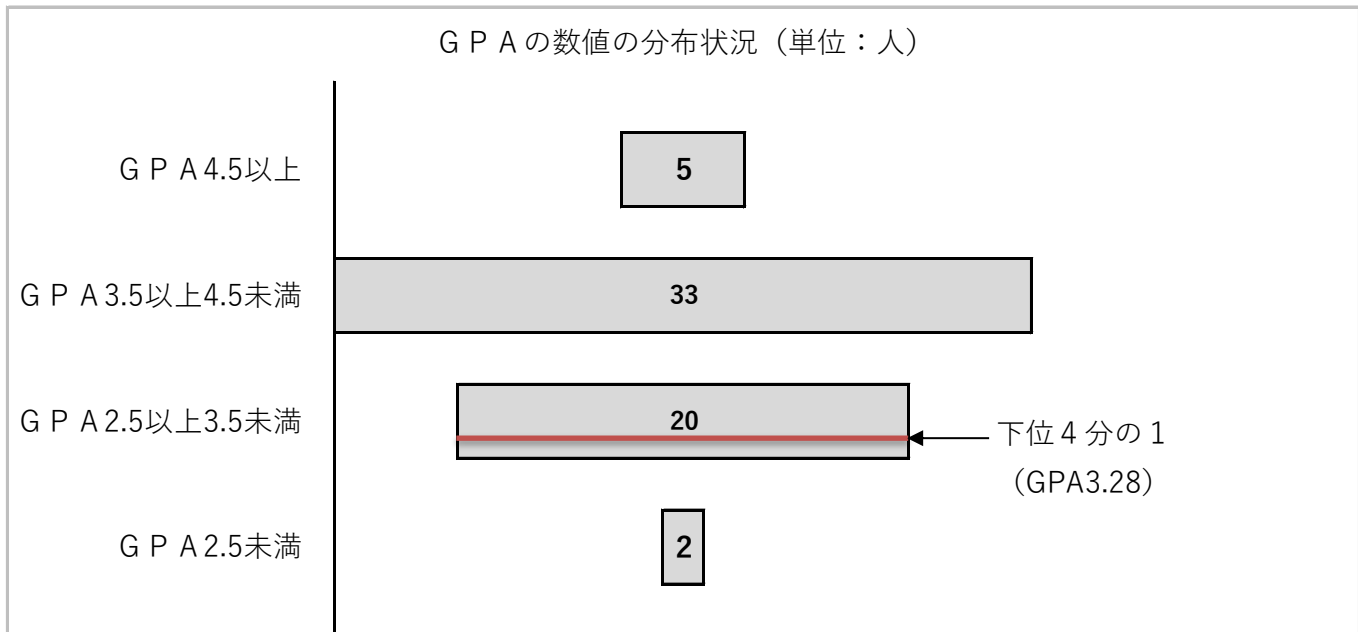 ＧＰＡの数値の分布状況（単位：人）
ＧＰＡ4.5以上
5
ＧＰＡ3.5以上4.5未満
33
ＧＰＡ2.5以上3.5未満
20
下位４分の１
（GPA3.28）
ＧＰＡ2.5未満
2